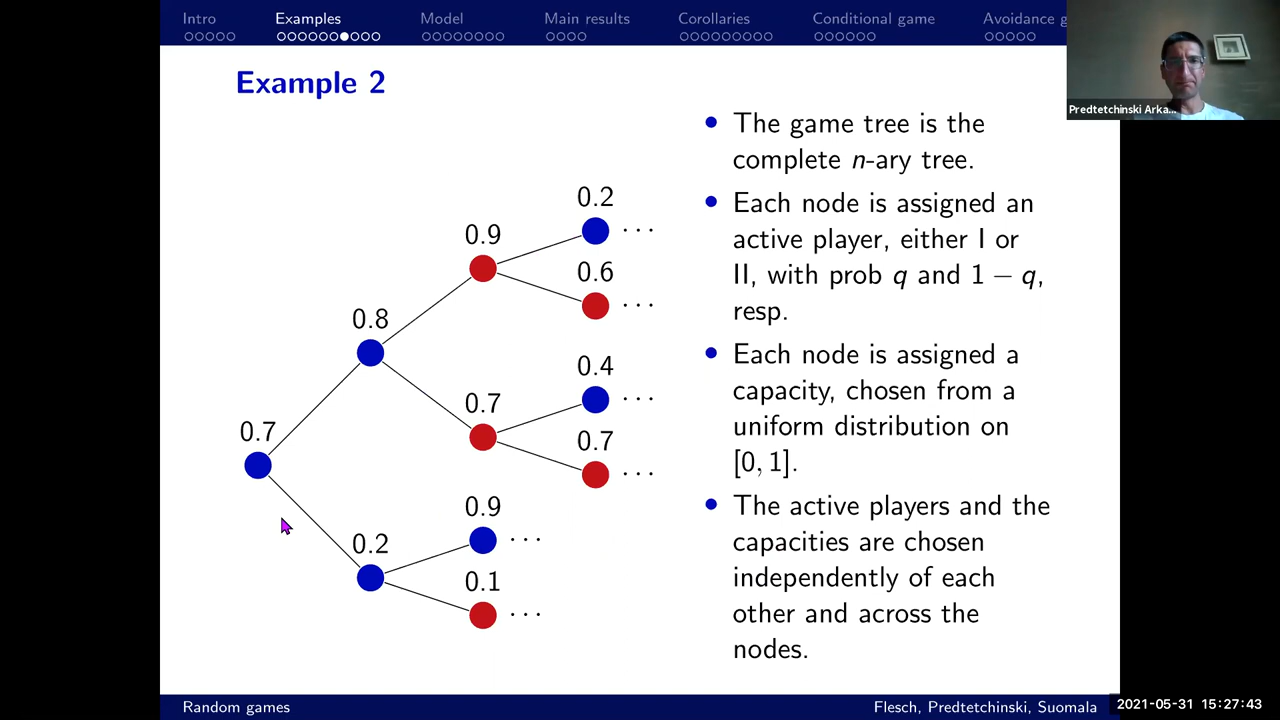 Intro Examples Model Main results Corollaries Conditional game Avoidance g
Predtetchinski Arka...
Example 2
0.7
0.8
0.2
0.9
0.7
0.9
0.1
0.2
0.6
0.4
0.7
...
...
...
...
...
...
• The game tree is the
complete n-ary tree.
• Each node is assigned an
active player, either I or
II, with prob q and 1 − q,
resp.
• Each node is assigned a
capacity, chosen from a
uniform distribution on
[0, 1].
• The active players and the
capacities are chosen
independently of each
other and across the
nodes.
Random games
Flesch, Predtetchinski, Suomala
2021-05-31 15:27:43